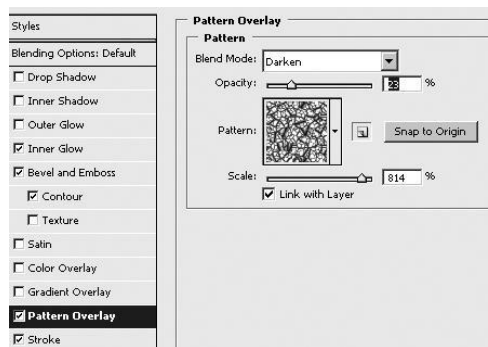 Styles
Blending Options: Default
Drop Shadow
Inner Shadow
Outer Glow
Inner Glow
Bevel and Emboss
Contour
Texture
Satin
Color Overlay
Gradient Overlay
Pattern Overlay
Stroke
Pattern Overlay
Pattern
Blend Mode: Darken
Opacity: 23 %
Pattern: Snap to Origin
Scale: 814 %
Link with Layer